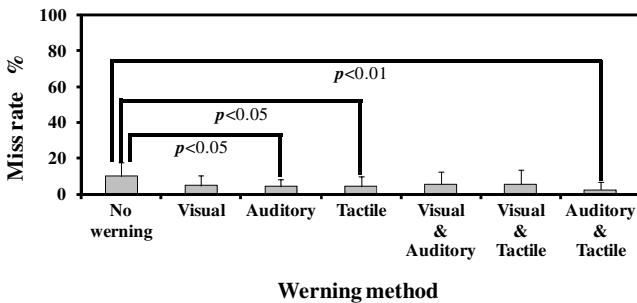 Miss rate %
100
80
60
40
20
0
p<0.01
p<0.05
p<0.05
No werning
Visual
Auditory
Tactile
Visual & Auditory
Visual & Tactile
Auditory & Tactile
Werning method